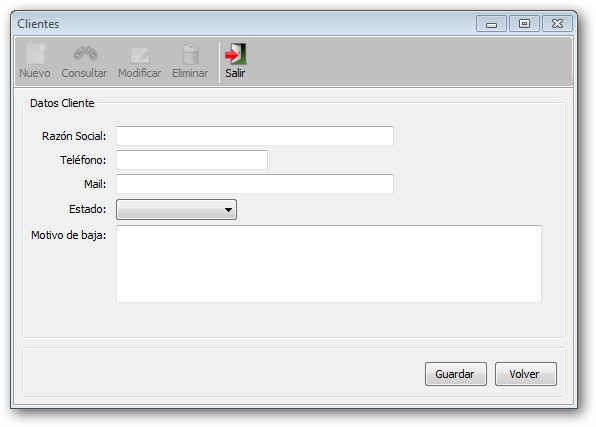 Clientes
Nuevo Consultar Modificar Eliminar Salir
Datos Cliente
Razón Social:
Teléfono:
Mail:
Estado:
Motivo de baja:
Guardar Volver